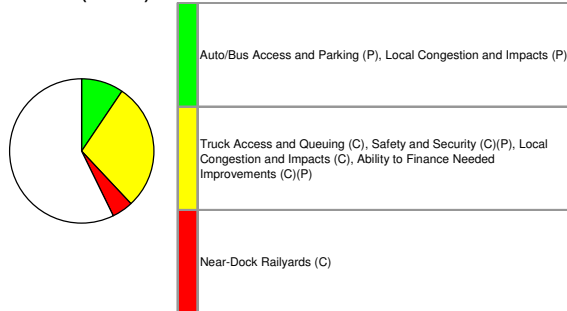 Auto/Bus Access and Parking (P), Local Congestion and Impacts (P)
Truck Access and Queuing (C), Safety and Security (C)(P), Local
Congestion and Impacts (C), Ability to Finance Needed
Improvements (C)(P)
Near-Dock Railyards (C)